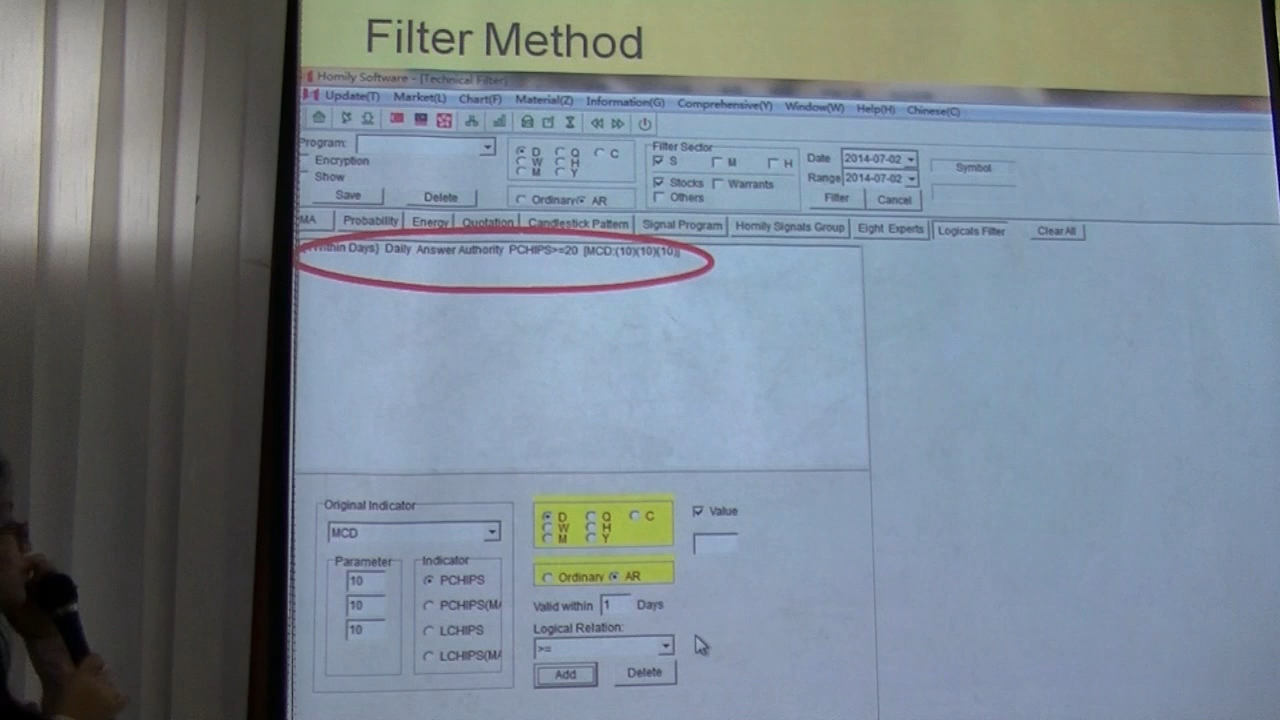 Filter Method
Homily Software - [Technical Filter]
Update(T) Market(L) Chart(F) Material(Z) Information(G) Comprehensive(Y) Window(W) Help(H) Chinese(C)
Program: D Q C Filter Sector
Encryption W H S M H Date 2014-07-02 Symbol
Show M Y Stocks Warrants Range 2014-07-02
Save Delete Ordinary AR Others Filter Cancel
MA Probability Energy Quotation Candlestick Pattern Signal Program Homily Signals Group Eight Experts Logicals Filter Clear All
Days] Daily Answer Authority PCHIPS>=20 [MCD:(10)(10)(10)]
Original Indicator D Q C Value
MCD W H
M Y
Parameter Indicator
10 PCHIPS Ordinary AR
10 PCHIPS(MA Valid within 1 Days
10 LCHIPS Logical Relation:
LCHIPS(MA >=
Add Delete